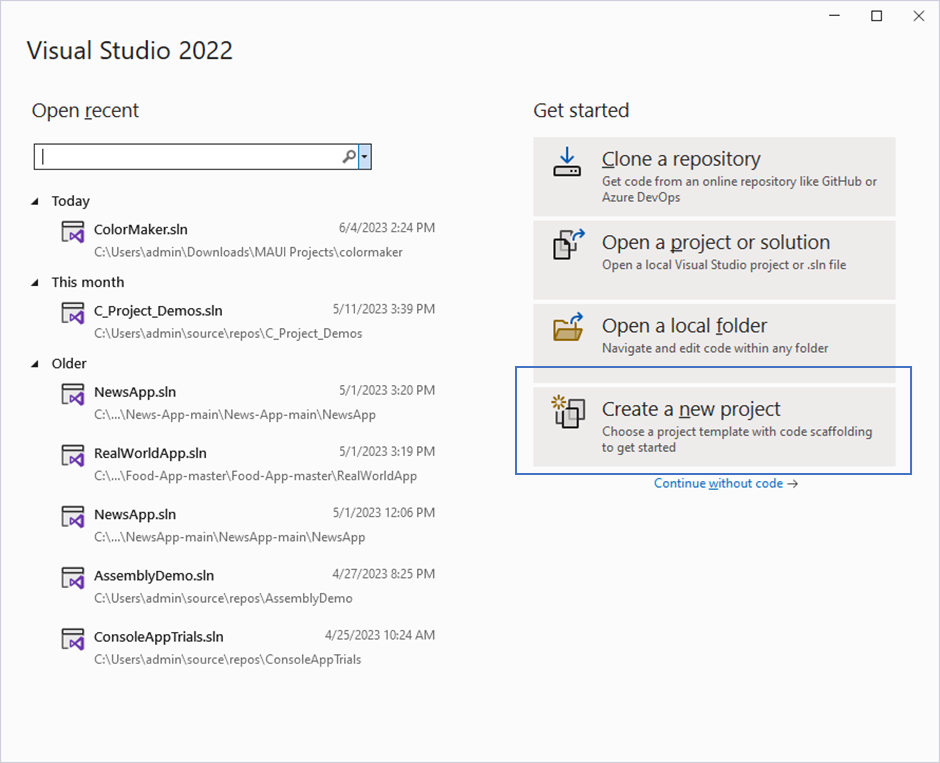 Visual Studio 2022
Open recent
Today
ColorMaker.sln 6/4/2023 2:24 PM
C:\Users\admin\Downloads\MAUI Projects\colormaker
This month
C_Project_Demos.sln 5/11/2023 3:39 PM
C:\Users\admin\source\repos\C_Project_Demos
Older
NewsApp.sln 5/1/2023 3:20 PM
C:\...\News-App-main\News-App-main\NewsApp
RealWorldApp.sln 5/1/2023 3:19 PM
C:\...\Food-App-master\Food-App-master\RealWorldApp
NewsApp.sln 5/1/2023 12:06 PM
C:\...\NewsApp-main\NewsApp-main\NewsApp
AssemblyDemo.sln 4/27/2023 8:25 PM
C:\Users\admin\source\repos\AssemblyDemo
ConsoleAppTrials.sln 4/25/2023 10:24 AM
C:\Users\admin\source\repos\ConsoleAppTrials
Get started
Clone a repository
Get code from an online repository like GitHub or
Azure DevOps
Open a project or solution
Open a local Visual Studio project or .sln file
Open a local folder
Navigate and edit code within any folder
Create a new project
Choose a project template with code scaffolding
to get started
Continue without code →